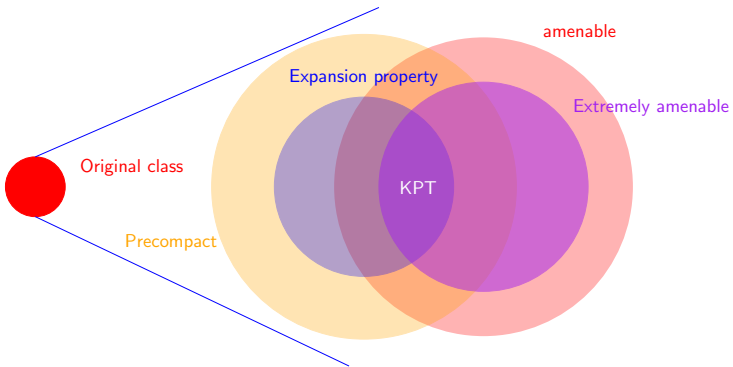 amenable
Expansion property
Extremely amenable
Original class
KPT
Precompact